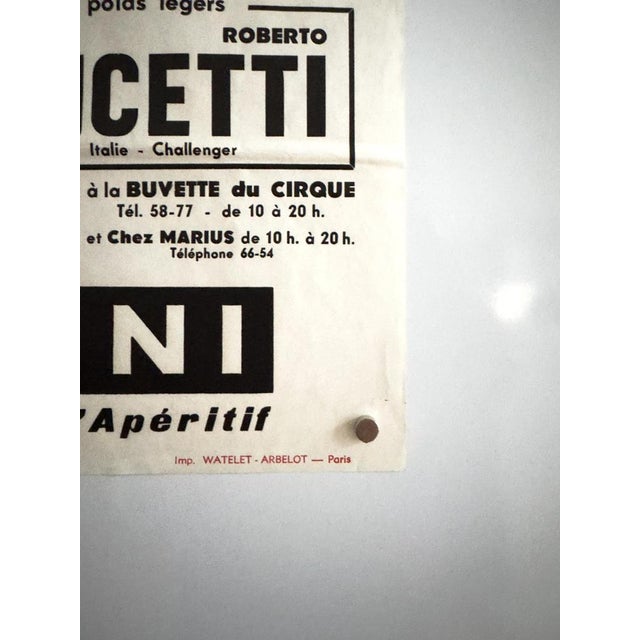 poids légers
ROBERTO
CETTI
Italie - Challenger
à la BUVETTE du CIRQUE
Tél. 58-77 - de 10 à 20 h.
et Chez MARIUS de 10 h. à 20 h.
Téléphone 66-54
NI
'Apéritif
Imp. WATELET - ARBELOT — Paris